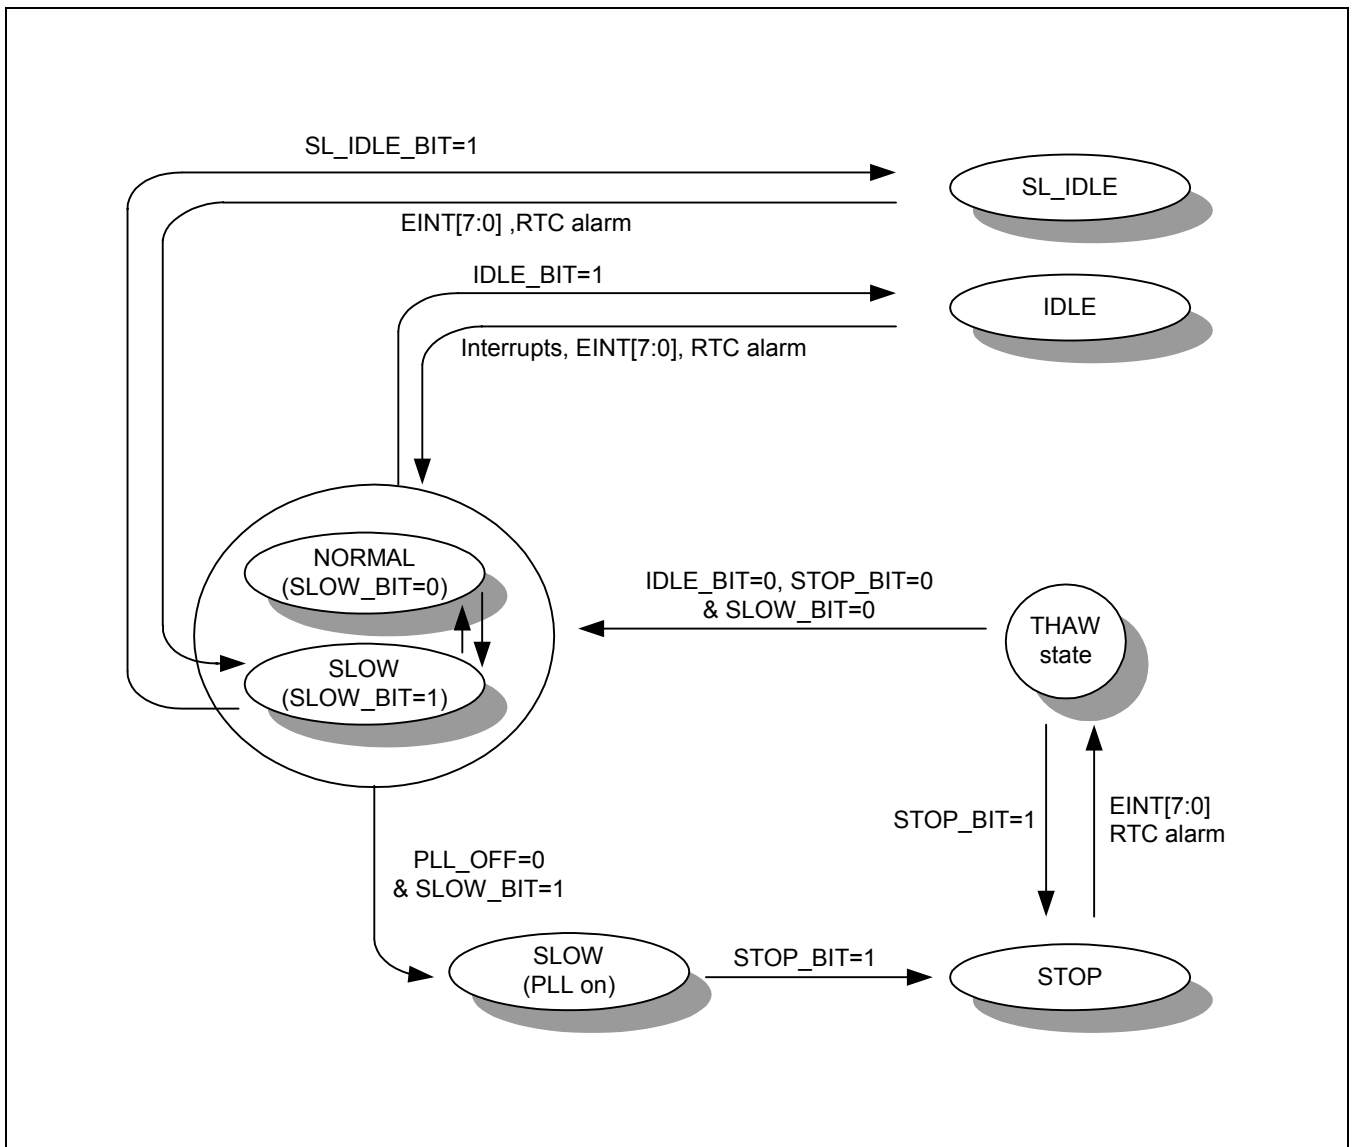 SL_IDLE_BIT=1
SL_IDLE
EINT[7:0] ,RTC alarm
IDLE_BIT=1
IDLE
Interrupts, EINT[7:0], RTC alarm
NORMAL
(SLOW_BIT=0)
SLOW
(SLOW_BIT=1)
IDLE_BIT=0, STOP_BIT=0
& SLOW_BIT=0
THAW
state
STOP_BIT=1
EINT[7:0]
RTC alarm
PLL_OFF=0
& SLOW_BIT=1
SLOW
(PLL on)
STOP_BIT=1
STOP